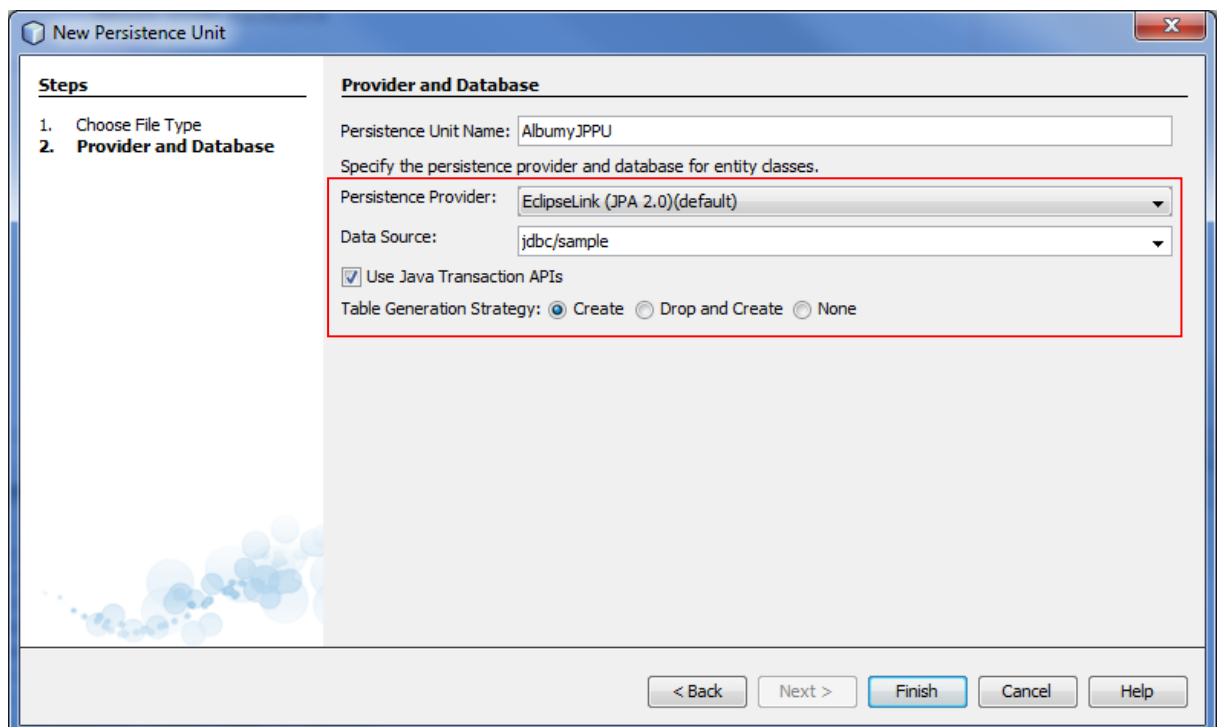 New Persistence Unit
x
Steps
1. Choose File Type
2. Provider and Database
Provider and Database
Persistence Unit Name: AlbumyJPPU
Specify the persistence provider and database for entity classes.
Persistence Provider: EclipseLink (JPA 2.0)(default)
Data Source: jdbc/sample
Use Java Transaction APIs
Table Generation Strategy: Create Drop and Create None
< Back Next > Finish Cancel Help